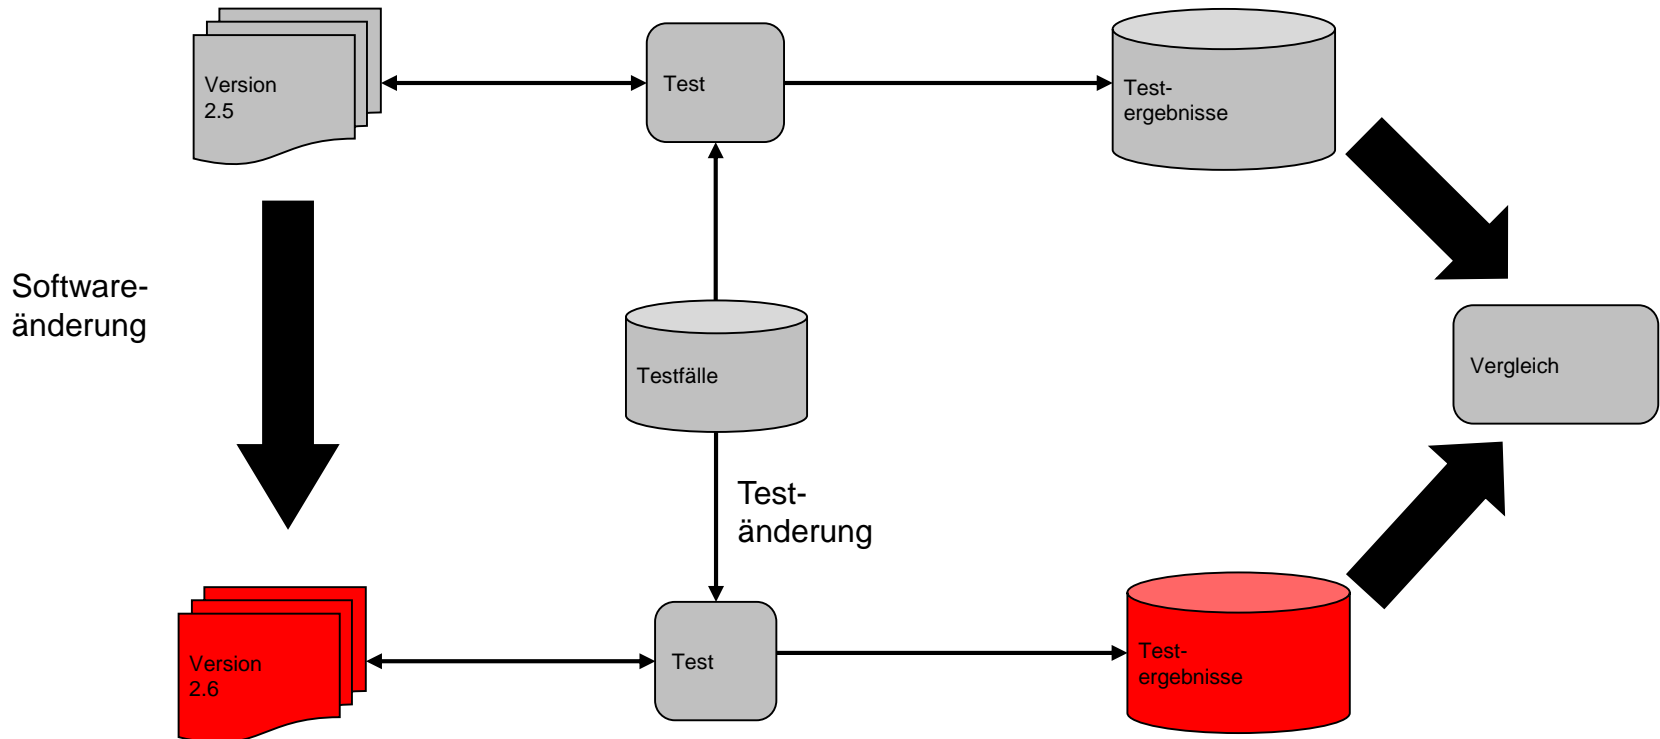 Version
2.5
Test
Test-
ergebnisse
Software-
änderung
Testfälle
Vergleich
Test-
änderung
Version
2.6
Test
Test-
ergebnisse